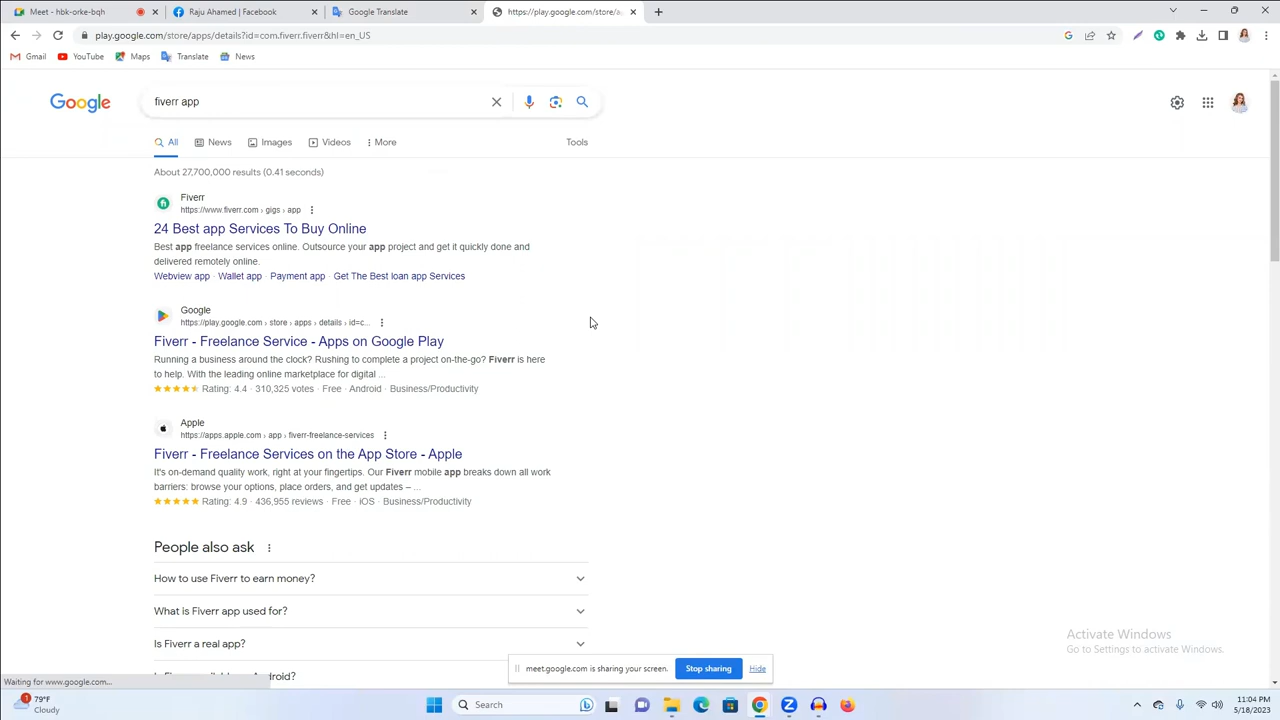 Meet - hbk-orke-bqh
Raju Ahamed | Facebook
Google Translate
https://play.google.com/store/a
play.google.com/store/apps/details?id=com.fiverr.fiverr&hl=en_US
Gmail
YouTube
Maps
Translate
News
Google
fiverr app
All
News
Images
Videos
More
Tools
About 27,700,000 results (0.41 seconds)
Fiverr
https://www.fiverr.com › gigs › app
24 Best app Services To Buy Online
Best app freelance services online. Outsource your app project and get it quickly done and
delivered remotely online.
Webview app · Wallet app · Payment app · Get The Best loan app Services
Google
https://play.google.com › store › apps › details › id=c...
Fiverr - Freelance Service - Apps on Google Play
Running a business around the clock? Rushing to complete a project on-the-go? Fiverr is here
to help. With the leading online marketplace for digital ...
Rating: 4.4 · 310,325 votes · Free · Android · Business/Productivity
Apple
https://apps.apple.com › app › fiverr-freelance-services
Fiverr - Freelance Services on the App Store - Apple
It's on-demand quality work, right at your fingertips. Our Fiverr mobile app breaks down all work
barriers: browse your options, place orders, and get updates – ...
Rating: 4.9 · 436,955 reviews · Free · iOS · Business/Productivity
People also ask
How to use Fiverr to earn money?
What is Fiverr app used for?
Is Fiverr a real app?
Activate Windows
Go to Settings to activate Windows.
meet.google.com is sharing your screen.
Stop sharing
Hide
Waiting for www.google.com...
1
79°F
Cloudy
Search
11:04 PM
5/18/2023